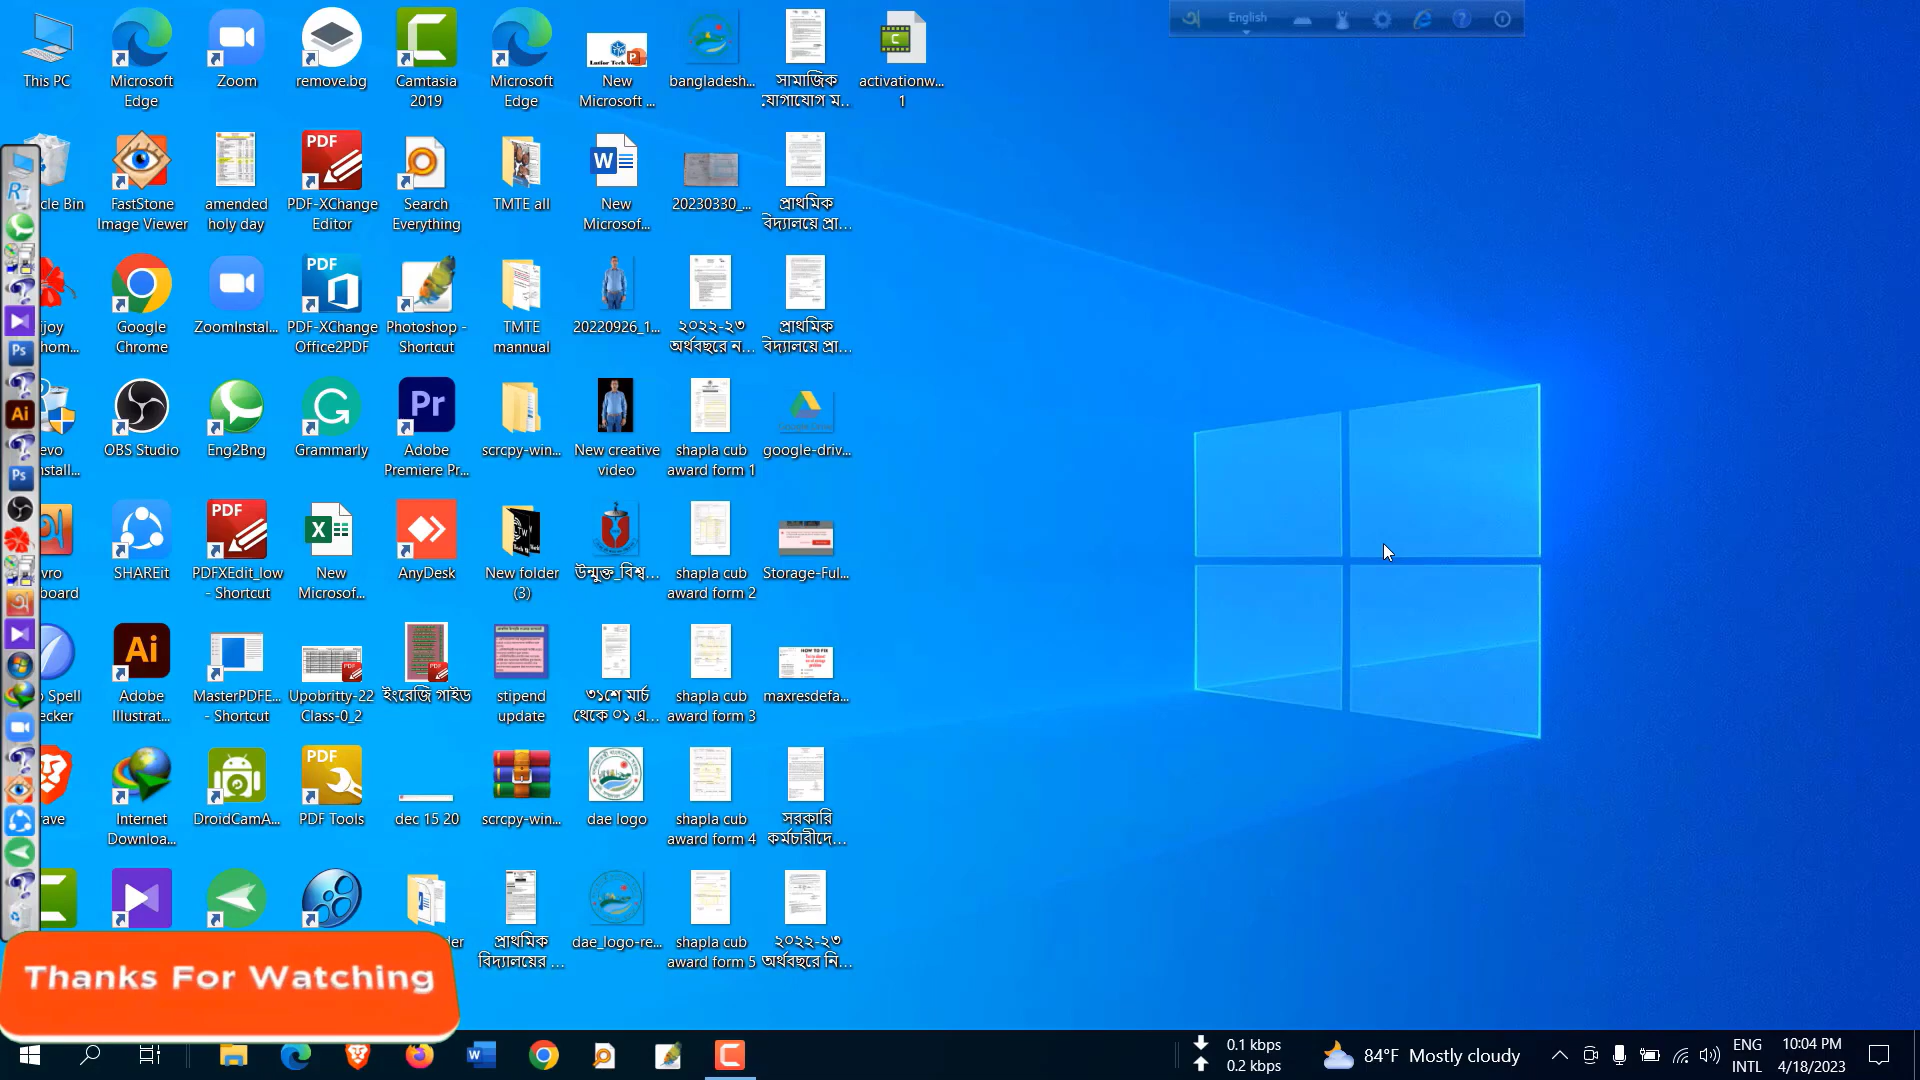 English
This PC
Microsoft
Edge
Zoom
remove.bg
Camtasia
2019
Microsoft
Edge
New
Microsoft ...
bangladesh...
সামাজিক
যোগাযোগ ম...
activationw...
1
cle Bin
FastStone
Image Viewer
amended
holy day
PDF-XChange
Editor
Search
Everything
TMTE all
New
Microsof...
20230330_...
প্রাথমিক
বিদ্যালয়ে প্রা...
ijoy
hom...
Google
Chrome
ZoomInstal...
PDF-XChange
Office2PDF
Photoshop -
Shortcut
TMTE
mannual
20220926_1...
২০২২-২৩
অর্থবছরে ন...
প্রাথমিক
বিদ্যালয়ে প্রা...
evo
nstall...
OBS Studio
Eng2Bng
Grammarly
Adobe
Premiere Pr...
scrcpy-win...
New creative
video
shapla cub
award form 1
google-driv...
vro
board
SHAREit
PDFXEdit_low
- Shortcut
New
Microsof...
AnyDesk
New folder
(3)
উন্মুক্ত_বিশ্ব...
shapla cub
award form 2
Storage-Ful...
o Spell
ecker
Adobe
Illustrat...
MasterPDFE...
- Shortcut
Upobritty-22
Class-0_2
ইংরেজি গাইড
stipend
update
৩১শে মার্চ
থেকে ০১ এ...
shapla cub
award form 3
HOW TO FIX
maxresdefa...
ave
Internet
Downloa...
DroidCamA...
PDF Tools
dec 15 20
scrcpy-win...
dae logo
shapla cub
award form 4
সরকারি
কর্মচারীদে...
der
প্রাথমিক
বিদ্যালয়ের ...
dae_logo-re...
shapla cub
award form 5
২০২২-২৩
অর্থবছরে নি...
Thanks For Watching
0.1 kbps
0.2 kbps
84°F Mostly cloudy
ENG
INTL
10:04 PM
4/18/2023